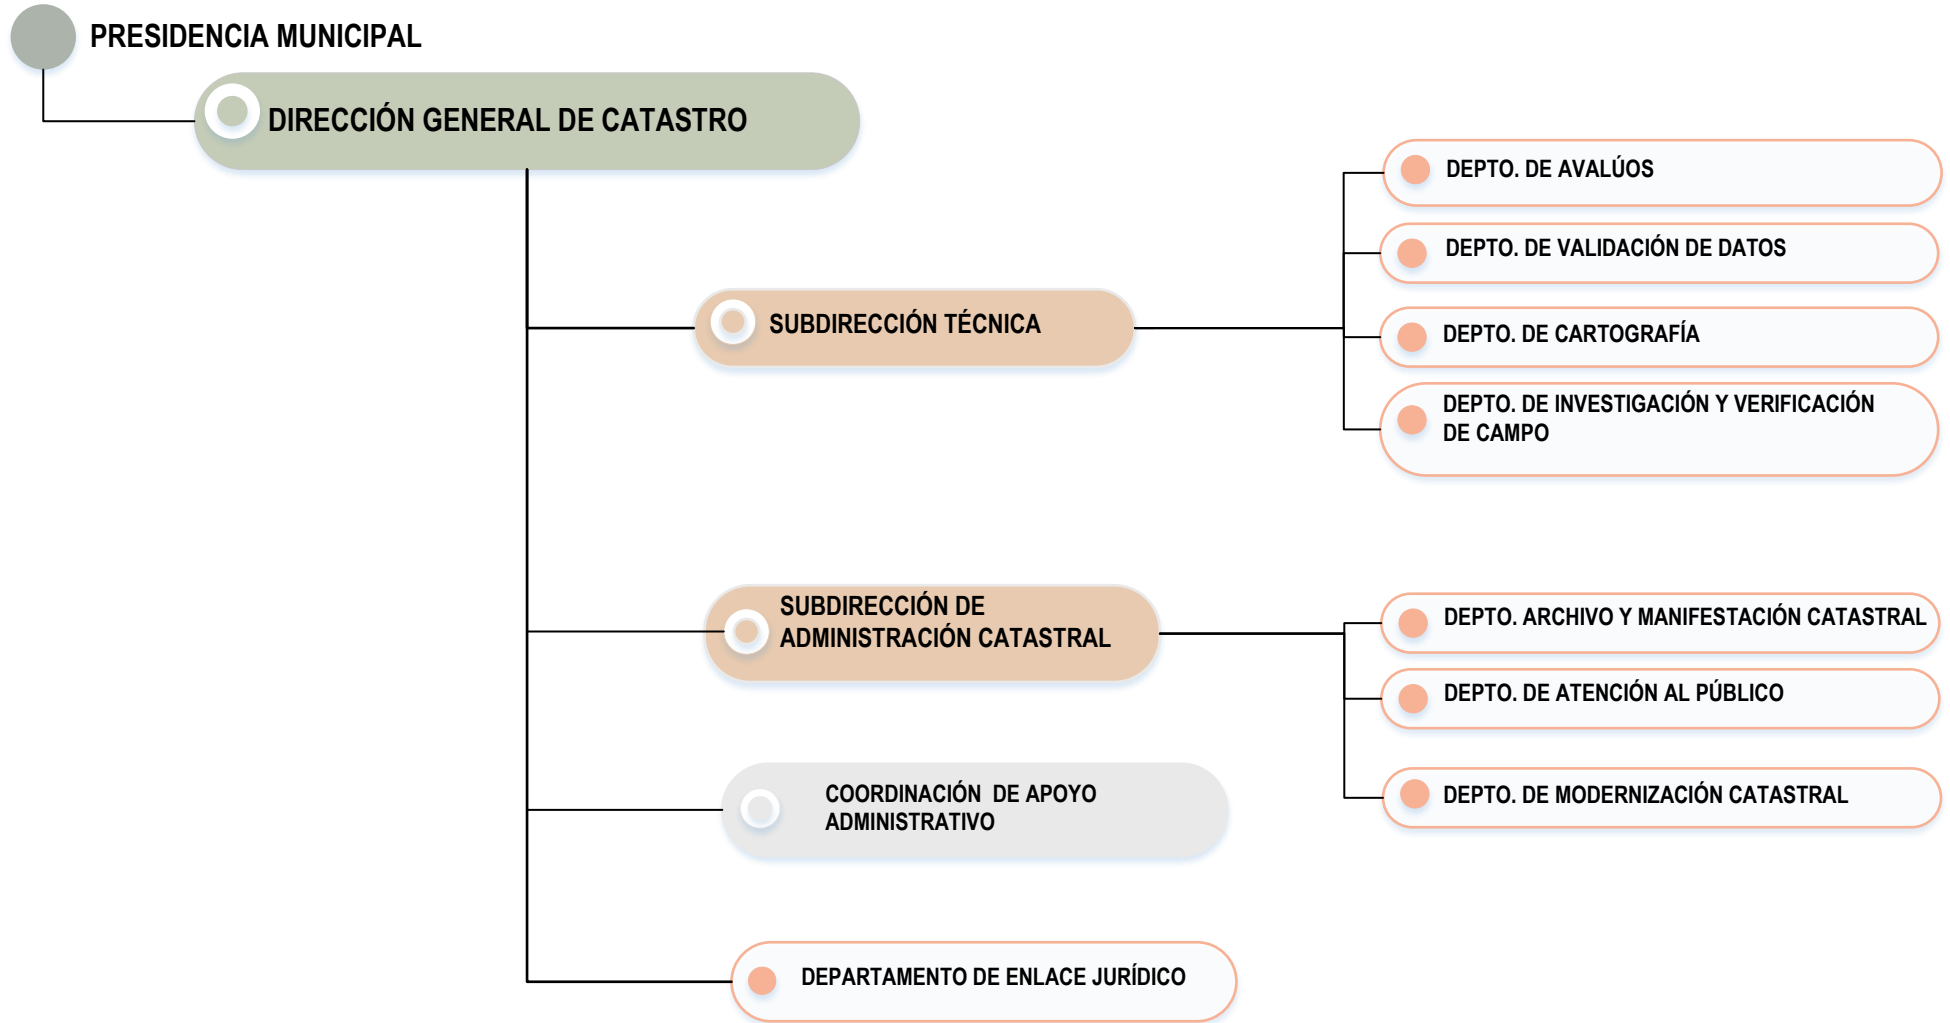 PRESIDENCIA MUNICIPAL
DIRECCIÓN GENERAL DE CATASTRO
SUBDIRECCIÓN TÉCNICA
DEPTO. DE AVALÚOS
DEPTO. DE VALIDACIÓN DE DATOS
DEPTO. DE CARTOGRAFÍA
DEPTO. DE INVESTIGACIÓN Y VERIFICACIÓN
DE CAMPO
SUBDIRECCIÓN DE
ADMINISTRACIÓN CATASTRAL
DEPTO. ARCHIVO Y MANIFESTACIÓN CATASTRAL
DEPTO. DE ATENCIÓN AL PÚBLICO
DEPTO. DE MODERNIZACIÓN CATASTRAL
COORDINACIÓN  DE APOYO
ADMINISTRATIVO
DEPARTAMENTO DE ENLACE JURÍDICO